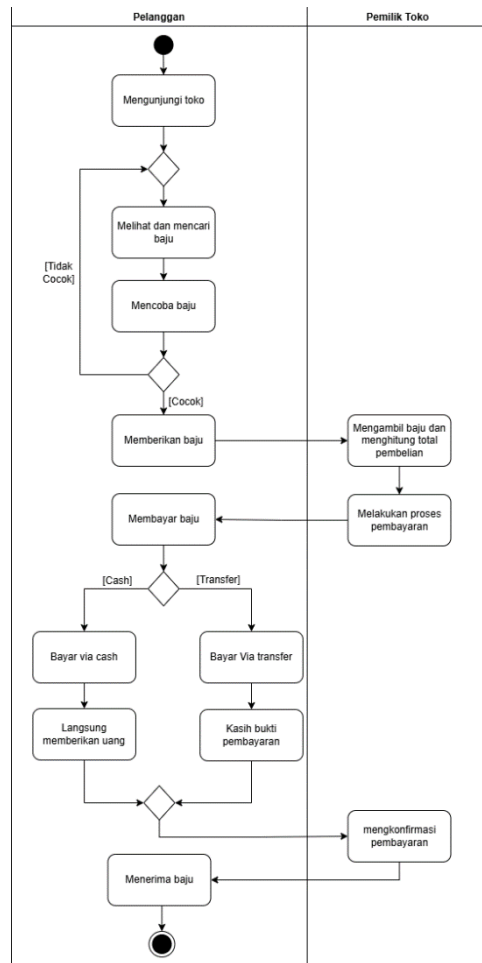 Pelanggan
Pemilik Toko
Mengunjungi toko
Melihat dan mencari
baju
[Tidak
Cocok]
Mencoba baju
[Cocok]
Memberikan baju
Mengambil baju dan
menghitung total
pembelian
Membayar baju
Melakukan proses
pembayaran
[Cash]
[Transfer]
Bayar via cash
Bayar Via transfer
Langsung
memberikan uang
Kasih bukti
pembayaran
mengkonfirmasi
pembayaran
Menerima baju